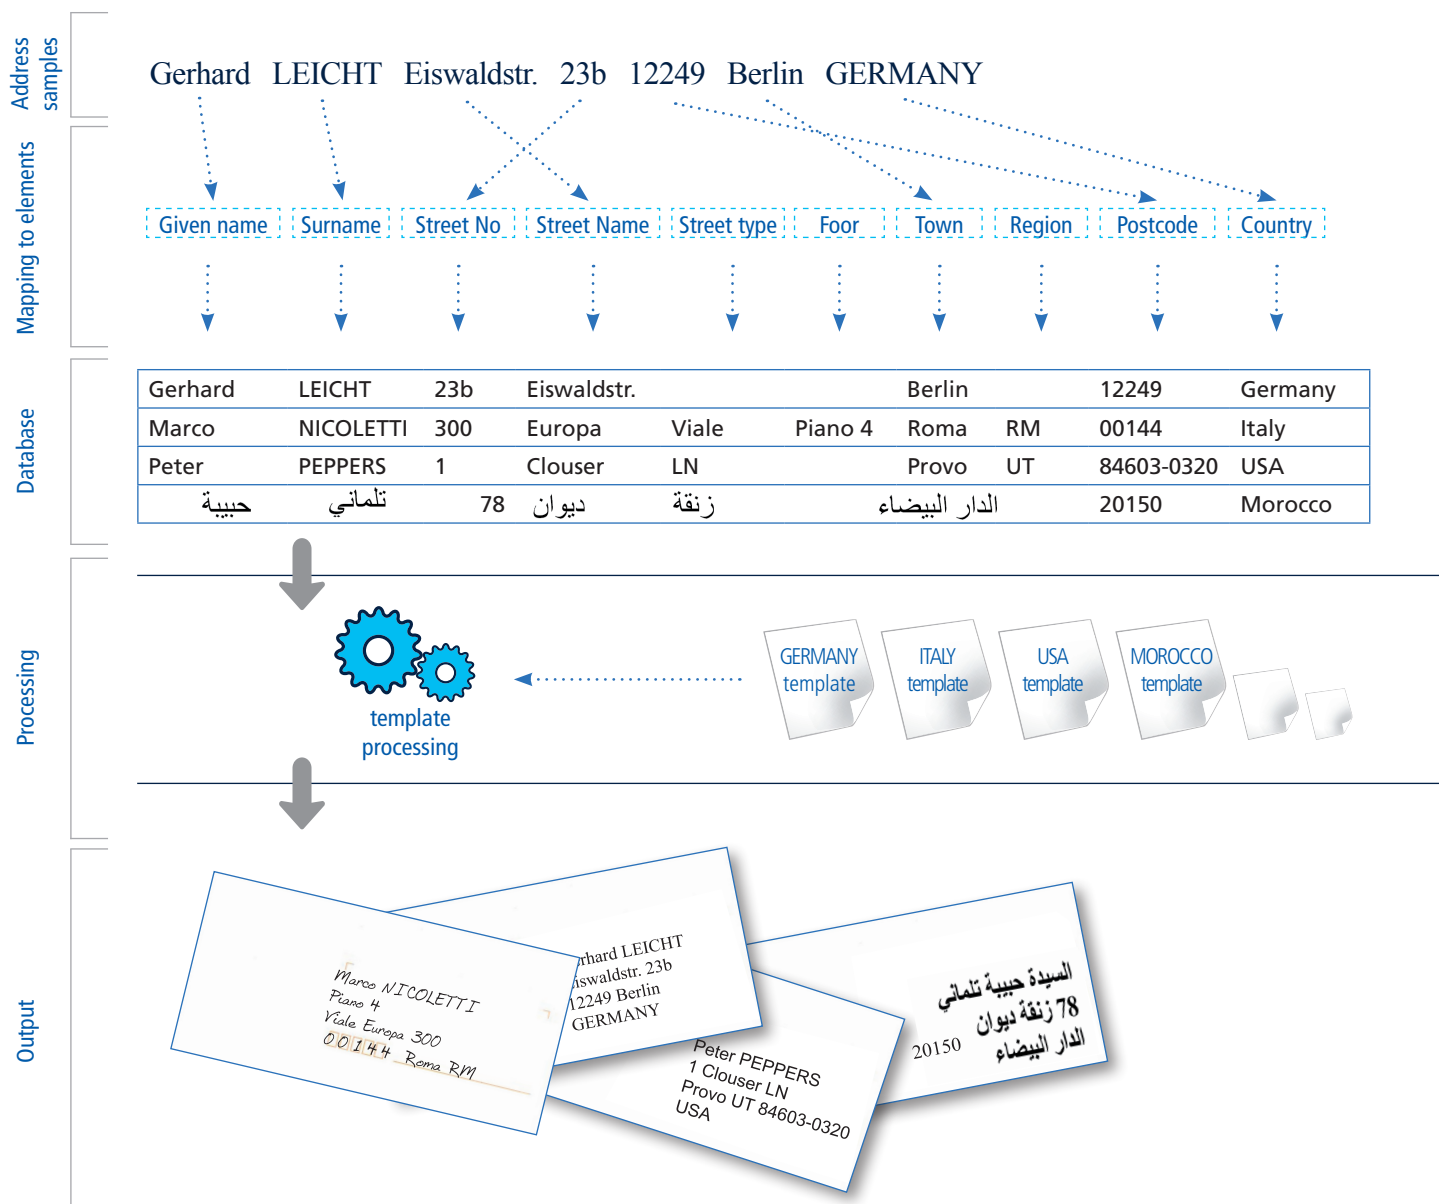 Address samples
Gerhard LEICHT Eiswaldstr. 23b 12249 Berlin GERMANY
Mapping to elements
Given name Surname Street No Street Name Street type Foor Town Region Postcode Country
Database
Gerhard LEICHT 23b Eiswaldstr. Berlin 12249 Germany
Marco NICOLETTI 300 Europa Viale Piano 4 Roma RM 00144 Italy
Peter PEPPERS 1 Clouser LN Provo UT 84603-0320 USA
حبيبة تلماني 78 ديوان زنقة الدار البيضاء 20150 Morocco
Processing
template
processing
GERMANY
template
ITALY
template
USA
template
MOROCCO
template
Output
Marco NICOLETTI
Piano 4
Viale Europa 300
00144 Roma RM
rhard LEICHT
iswaldstr. 23b
12249 Berlin
GERMANY
Peter PEPPERS
1 Clouser LN
Provo UT 84603-0320
USA
السيدة حبيبة تلماني
78 زنقة ديوان
الدار البيضاء 20150